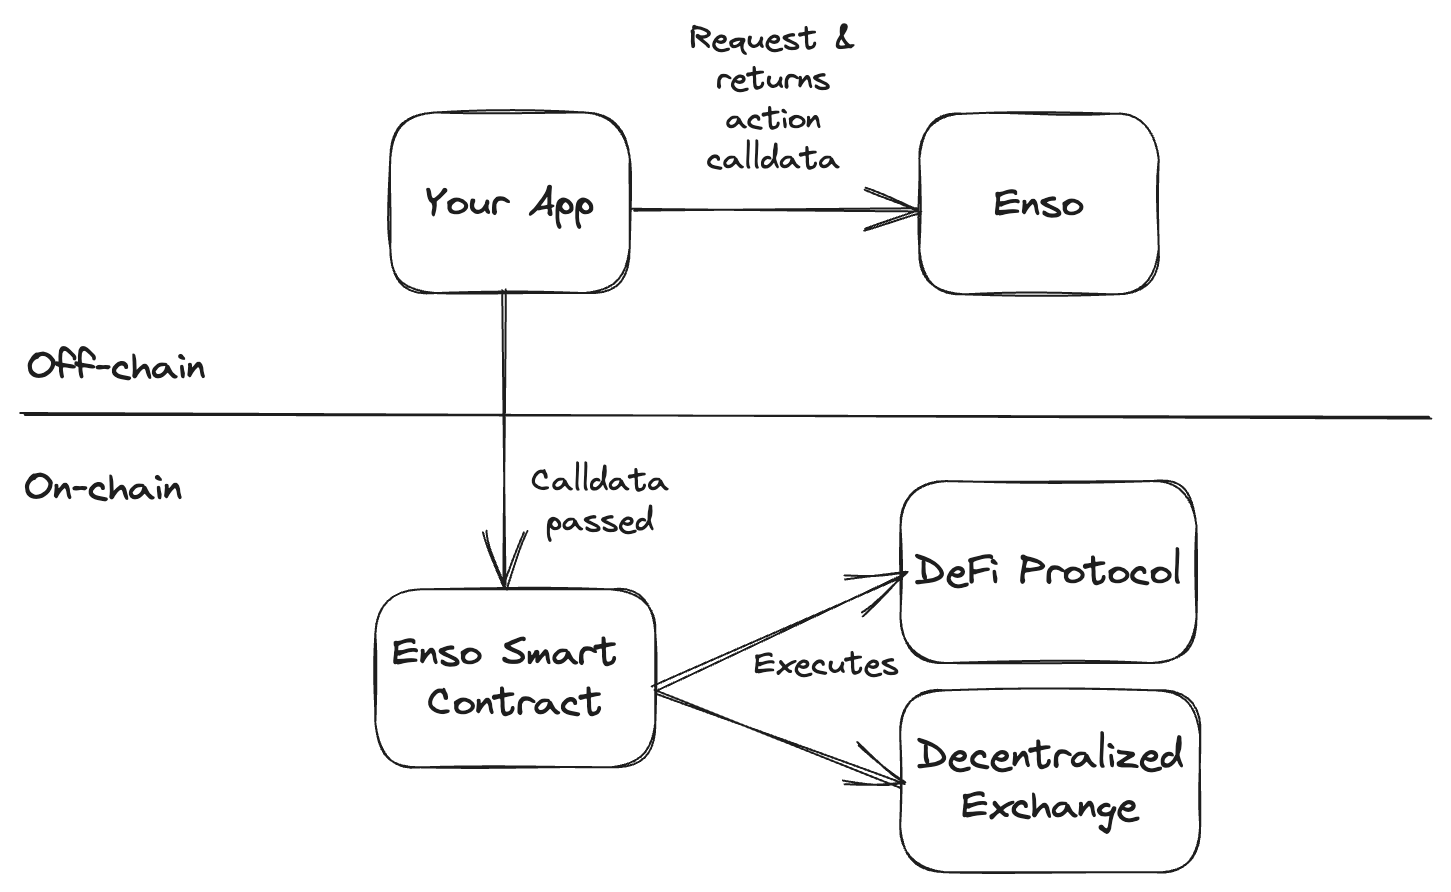 Request &
returns
action
calldata
Your App
Enso
Off-chain
On-chain
Calldata
passed
Enso Smart
Contract
Executes
DeFi Protocol
Decentralized
Exchange